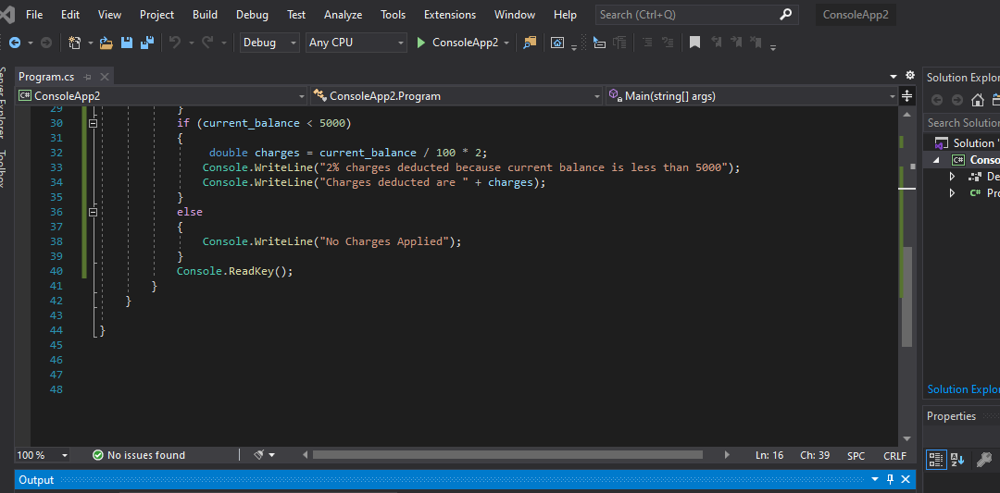 File Edit View Project Build Debug Test Analyze Tools Extensions Window Help Search (Ctrl+Q) ConsoleApp2
Debug Any CPU ConsoleApp2
Server Explorer
Toolbox
Program.cs
C# ConsoleApp2 ConsoleApp2.Program Main(string[] args)
29 }
30 if (current_balance < 5000)
31 {
32 double charges = current_balance / 100 * 2;
33 Console.WriteLine("2% charges deducted because current balance is less than 5000");
34 Console.WriteLine("Charges deducted are " + charges);
35 }
36 else
37 {
38 Console.WriteLine("No Charges Applied");
39 }
40 Console.ReadKey();
41 }
42 }
43
44 }
45
46
47
48
100 % No issues found Ln: 16 Ch: 39 SPC CRLF
Output
Solution Explor
Search Solutio
Solution '
C# Conso
De
C# Pro
Solution Explor
Properties